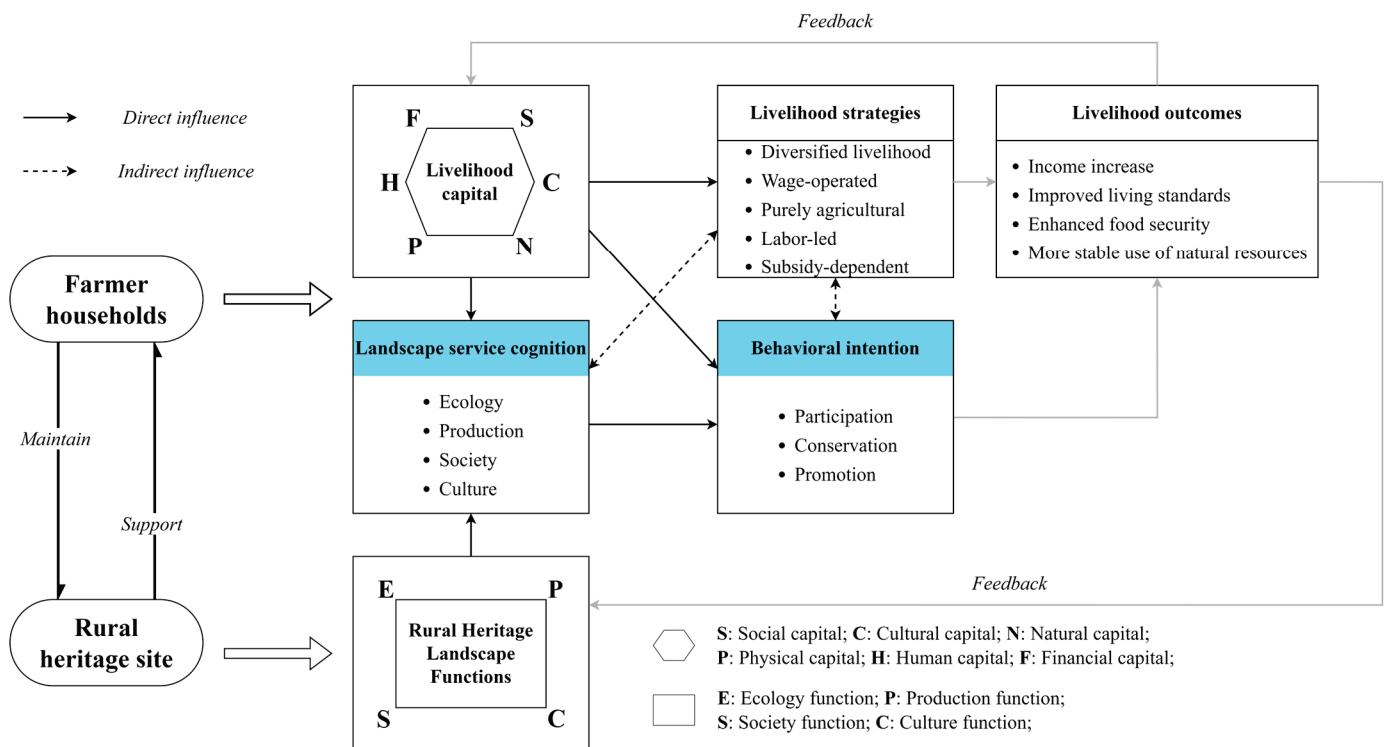 Feedback
Direct influence
Indirect influence
F
S
H
Livelihood
capital
C
P
N
Livelihood strategies
• Diversified livelihood
• Wage-operated
• Purely agricultural
• Labor-led
• Subsidy-dependent
Livelihood outcomes
• Income increase
• Improved living standards
• Enhanced food security
• More stable use of natural resources
Farmer
households
Maintain
Support
Rural
heritage site
Landscape service cognition
• Ecology
• Production
• Society
• Culture
Behavioral intention
• Participation
• Conservation
• Promotion
Feedback
E
P
Rural Heritage
Landscape
Functions
S
C
S: Social capital; C: Cultural capital; N: Natural capital;
P: Physical capital; H: Human capital; F: Financial capital;
E: Ecology function; P: Production function;
S: Society function; C: Culture function;